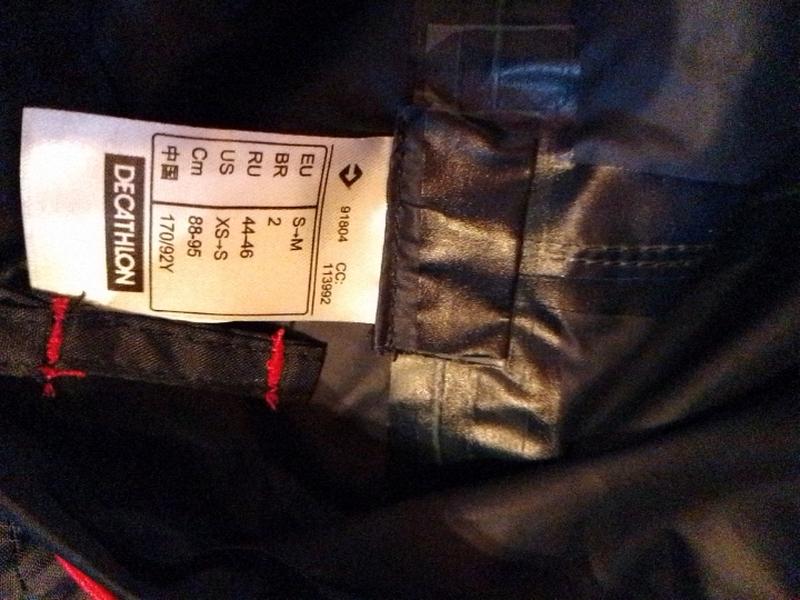 91804 CC: 113992
EU S→M
BR 2
RU 44-46
US XS→S
Cm 88-95
中国 170/92Y
DECATHLON